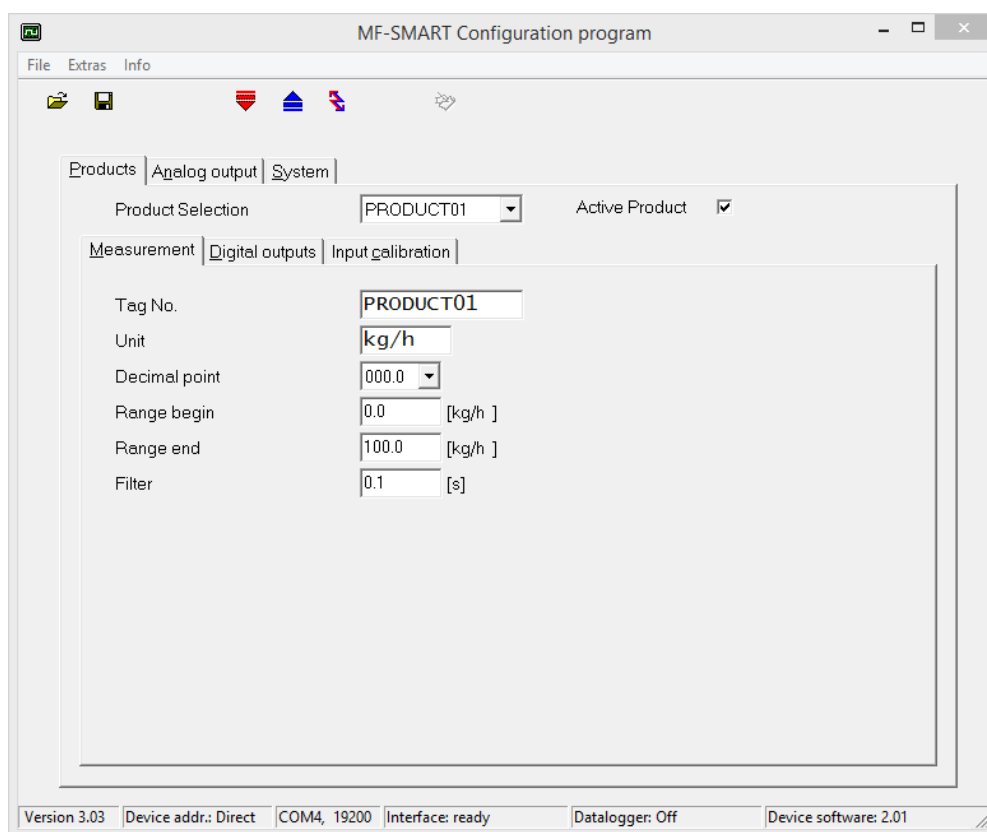 MF-SMART Configuration program
File Extras Info
Products Analog output System
Product Selection PRODUCT01 Active Product
Measurement Digital outputs Input calibration
Tag No. PRODUCT01
Unit kg/h
Decimal point 000.0
Range begin 0.0 [kg/h ]
Range end 100.0 [kg/h ]
Filter 0.1 [s]
Version 3.03 Device addr.: Direct COM4, 19200 Interface: ready Datalogger: Off Device software: 2.01